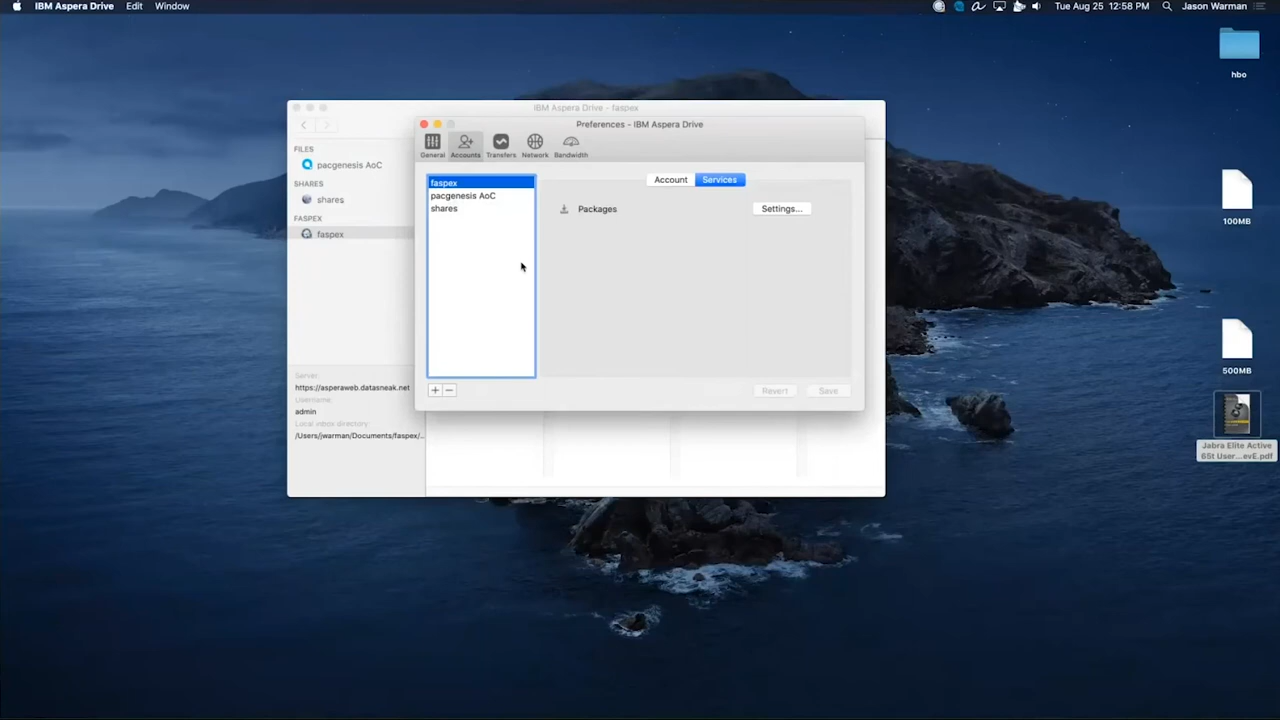 IBM Aspera Drive Edit Window Tue Aug 25 12:58 PM Jason Warman
hbo
IBM Aspera Drive - faspex
Preferences - IBM Aspera Drive
General Accounts Transfers Network Bandwidth
FILES
pacgenesis AoC
SHARES
shares
FASPEX
faspex
faspex
pacgenesis AoC
shares
Account Services
Packages Settings...
100MB
500MB
Server:
https://asperaweb.datasneak.net
Username:
admin
Local inbox directory:
/Users/jwarman/Documents/faspex/...
+ −
Revert Save
Jabra Elite Active
65t User...evE.pdf